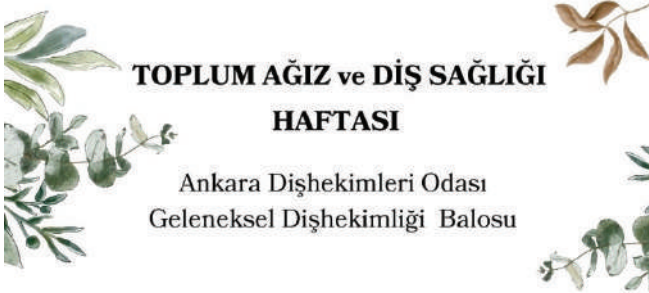 TOPLUM AĞIZ ve DİŞ SAĞLIĞI
HAFTASI
Ankara Dişhekimleri Odası
Geleneksel Dişhekimliği Balosu